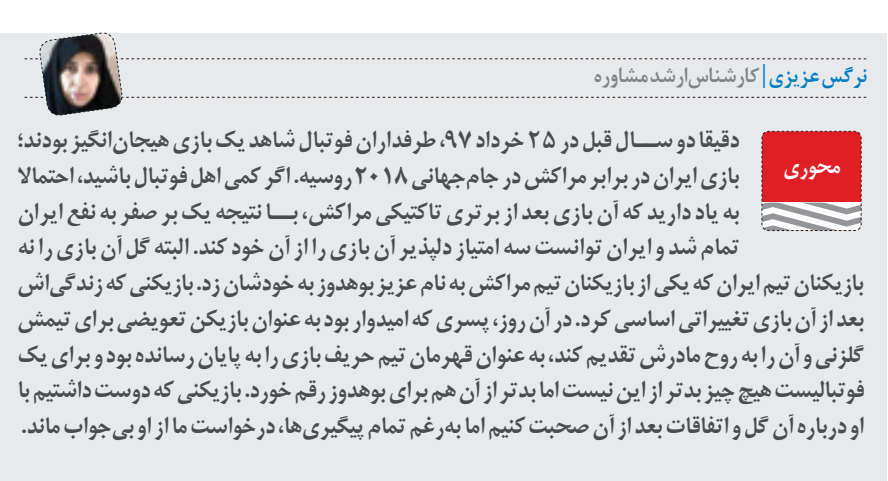 نرگس عزیزی | کارشناس ارشد مشاوره
محوری
دقیقا دو ســـال قبل در ۲۵ خرداد ۹۷، طرفداران فوتبال شاهد یک بازی هیجان‌انگیز بودند؛
بازی ایران در برابر مراکش در جام‌جهانی ۲۰۱۸ روسیه. اگر کمی اهل فوتبال باشید، احتمالا
به یاد دارید که آن بازی بعد از برتری تاکتیکی مراکش، بـــا نتیجه یک بر صفر به نفع ایران
تمام شد و ایران توانست سه امتیاز دلپذیر آن بازی را از آن خود کند. البته گل آن بازی را نه
بازیکنان تیم ایران که یکی از بازیکنان تیم مراکش به نام عزیز بوهدوز به خودشان زد. بازیکنی که زندگی‌اش
بعد از آن بازی تغییراتی اساسی کرد. در آن روز، پسری که امیدوار بود به عنوان بازیکن تعویضی برای تیمش
گلزنی و آن را به روح مادرش تقدیم کند، به عنوان قهرمان تیم حریف بازی را به پایان رسانده بود و برای یک
فوتبالیست هیچ چیز بدتر از این نیست اما بدتر از آن هم برای بوهدوز رقم خورد. بازیکنی که دوست داشتیم با
او درباره آن گل و اتفاقات بعد از آن صحبت کنیم اما به‌رغم تمام پیگیری‌ها، درخواست ما از او بی‌جواب ماند.